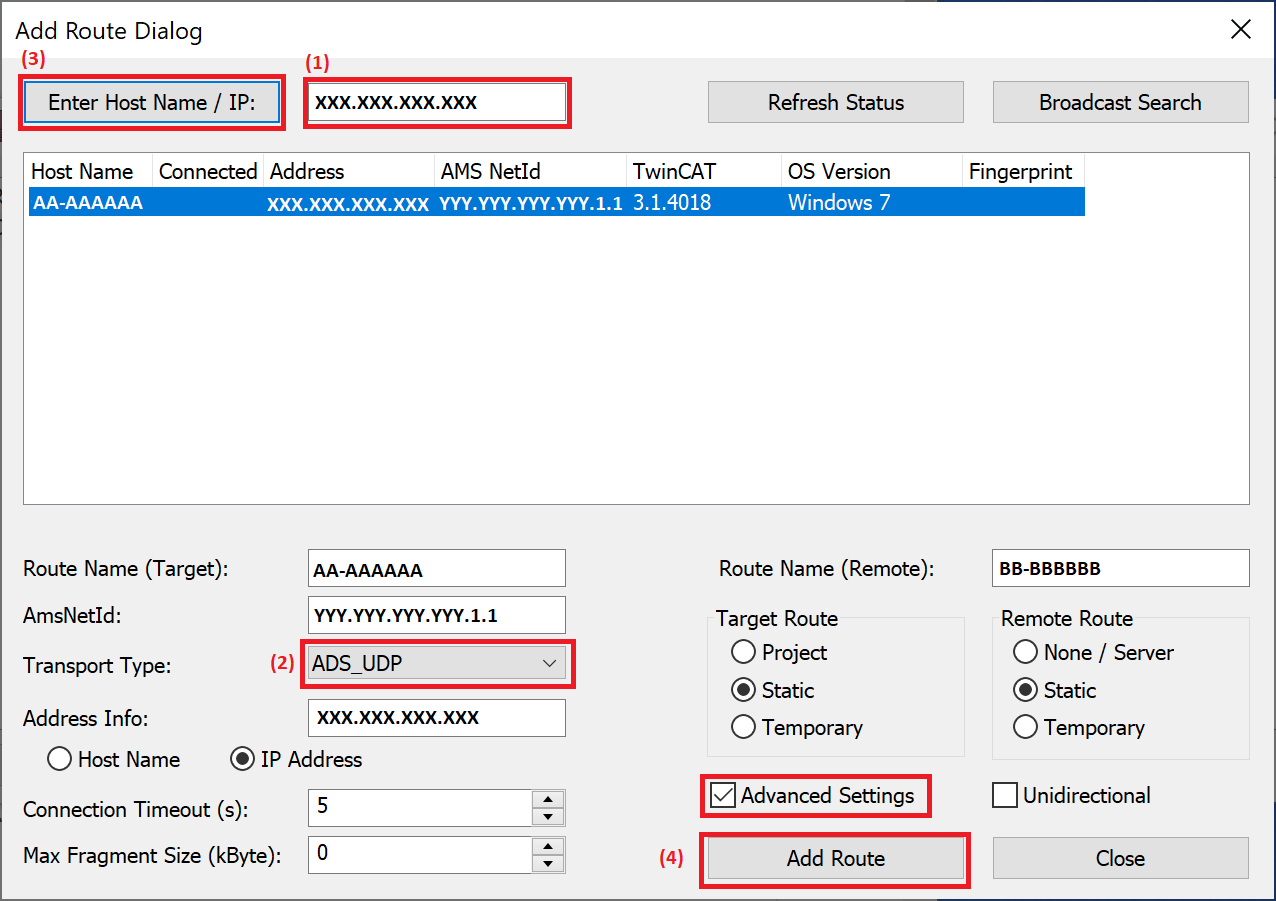 Add Route Dialog
(3)
(1)
Enter Host Name / IP: XXX.XXX.XXX.XXX Refresh Status Broadcast Search
Host Name Connected Address AMS NetId TwinCAT OS Version Fingerprint
AA-AAAAAA XXX.XXX.XXX.XXX YYY.YYY.YYY.YYY.1.1 3.1.4018 Windows 7
Route Name (Target): AA-AAAAAA
AmsNetId: YYY.YYY.YYY.YYY.1.1
Transport Type: (2) ADS_UDP
Address Info: XXX.XXX.XXX.XXX
Host Name IP Address
Connection Timeout (s): 5
Max Fragment Size (kByte): 0
Route Name (Remote): BB-BBBBBB
Target Route
Project
Static
Temporary
Remote Route
None / Server
Static
Temporary
Advanced Settings Unidirectional
(4) Add Route Close